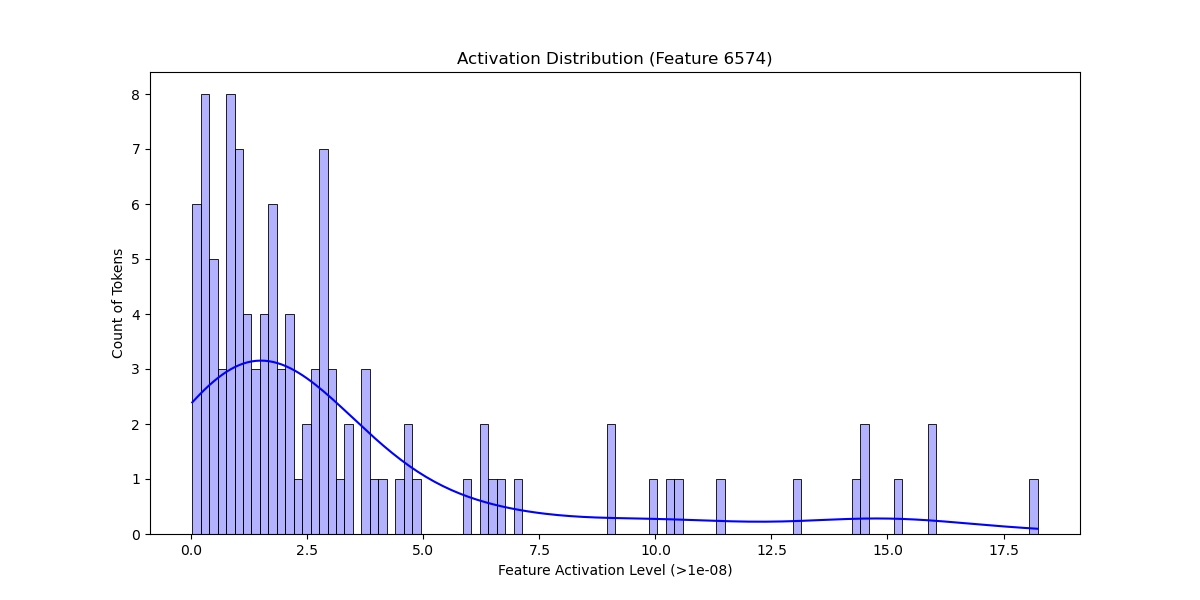 Activation Distribution (Feature 6574)
8
7
6
5
4
3
2
1
0
Count of Tokens
0.0 2.5 5.0 7.5 10.0 12.5 15.0 17.5
Feature Activation Level (>1e-08)